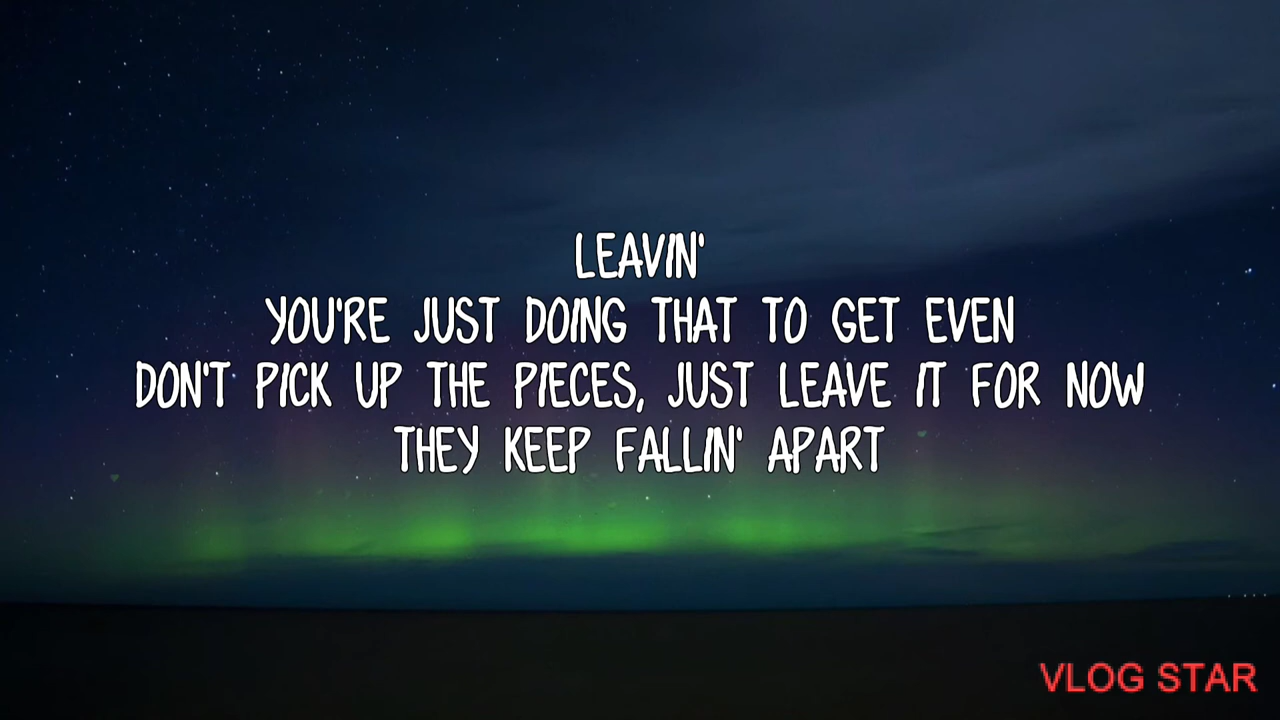 LEAVIN'
YOU'RE JUST DOING THAT TO GET EVEN
DON'T PICK UP THE PIECES, JUST LEAVE IT FOR NOW
THEY KEEP FALLIN' APART
VLOG STAR